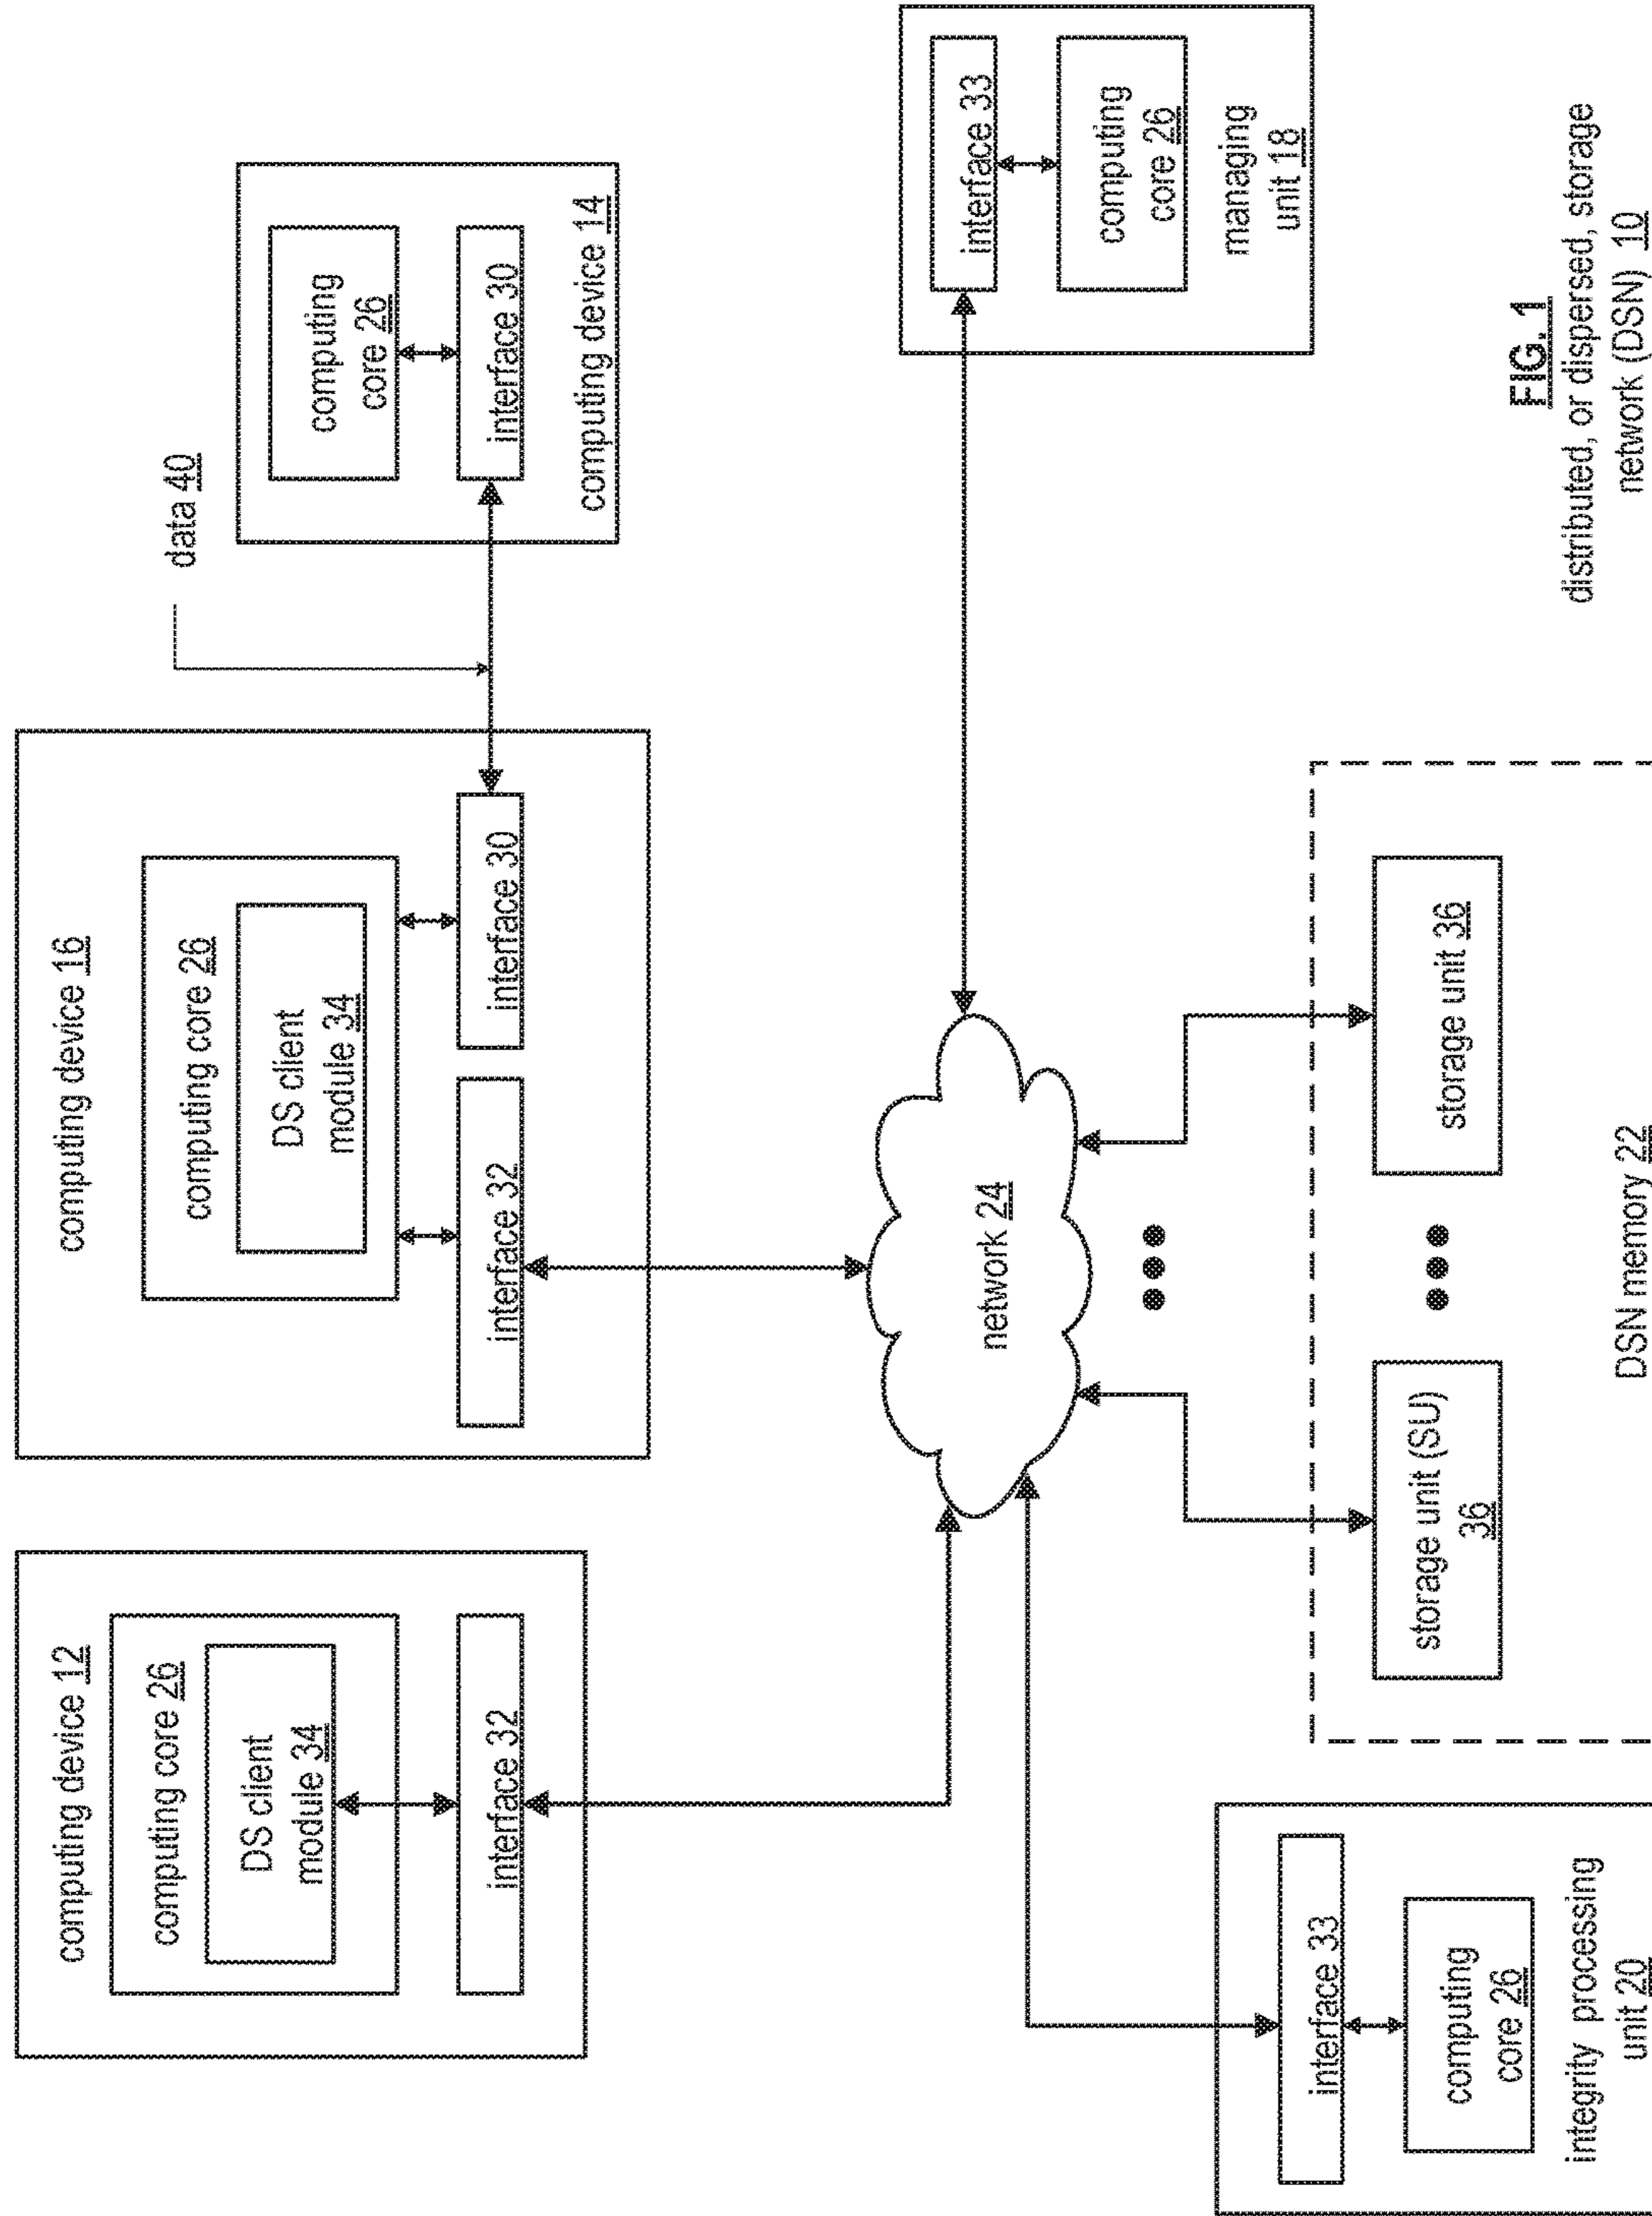 computing device 12
computing core 26
DS client
module 34
interface 32
computing device 16
computing core 26
DS client
module 34
interface 32
interface 30
data 40
computing
core 26
interface 30
computing device 14
network 24
interface 33
computing
core 26
managing
unit 18
interface 33
computing
core 26
integrity processing
unit 20
storage unit (SU)
36
storage unit 36
DSN memory 22
FIG. 1
distributed, or dispersed, storage
network (DSN) 10